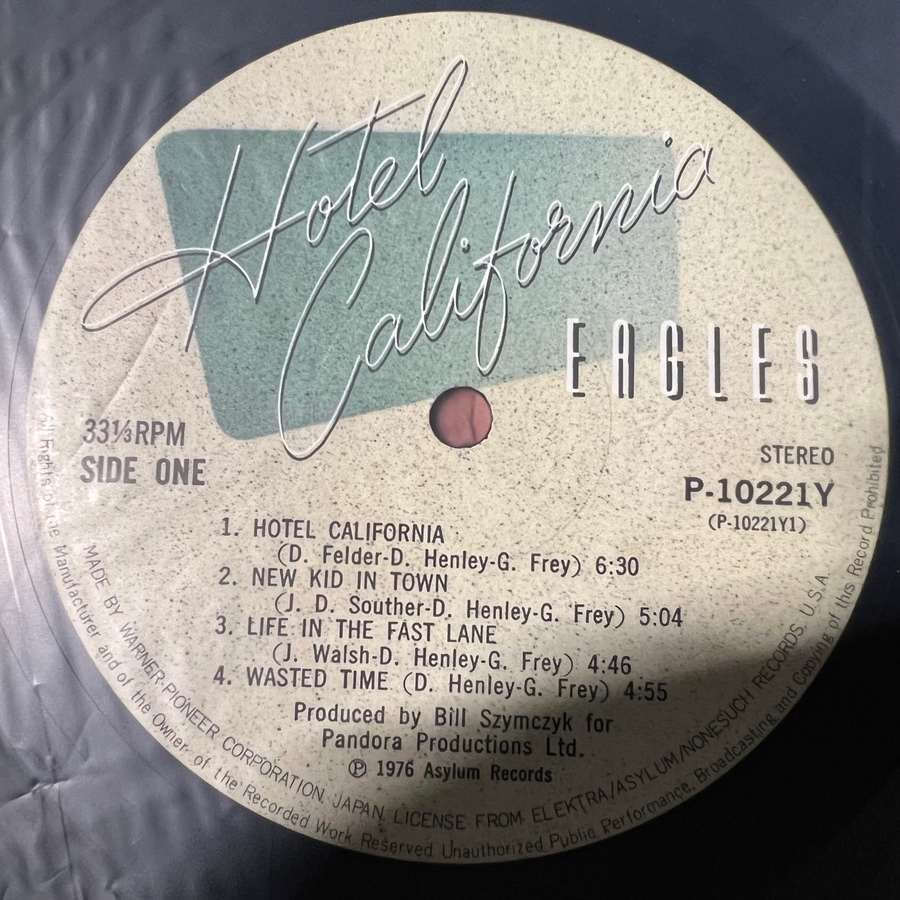 Hotel
California
EAGLES
33⅓RPM
SIDE ONE
STEREO
P-10221Y
(P-10221Y1)
1. HOTEL CALIFORNIA
(D. Felder-D. Henley-G. Frey) 6:30
2. NEW KID IN TOWN
(J. D. Souther-D. Henley-G. Frey) 5:04
3. LIFE IN THE FAST LANE
(J. Walsh-D. Henley-G. Frey) 4:46
4. WASTED TIME (D. Henley-G. Frey) 4:55
Produced by Bill Szymczyk for
Pandora Productions Ltd.
Ⓟ 1976 Asylum Records
MADE BY WARNER-PIONEER CORPORATION, JAPAN, LICENSE FROM ELEKTRA/ASYLUM/NONESUCH RECORDS, U.S.A.
All Rights of the Manufacturer and of the Owner of the Recorded Work Reserved Unauthorized Public Performance, Broadcasting and Copying of this Record Prohibited